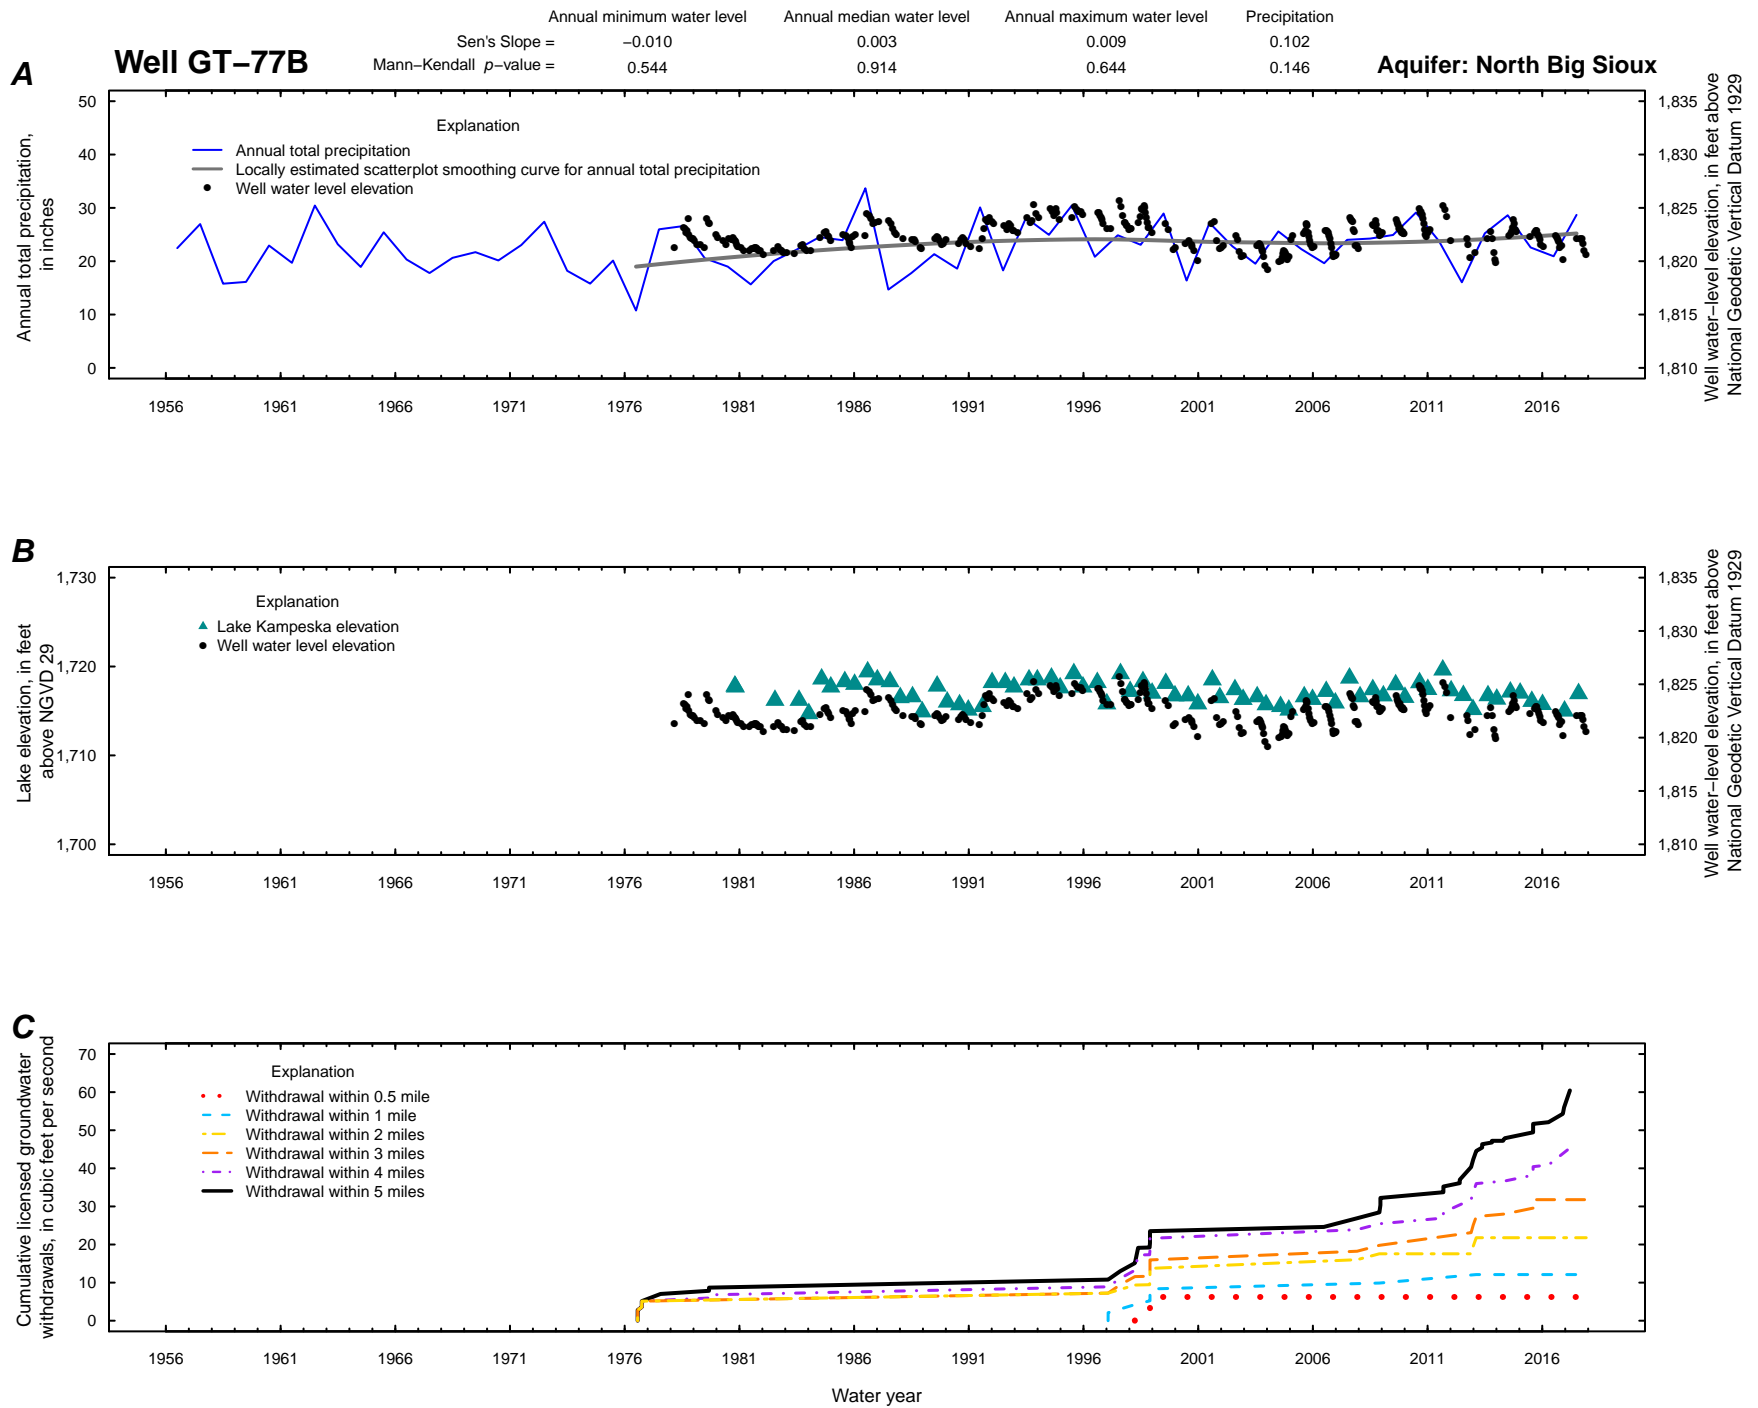 Annual minimum water level Annual median water level Annual maximum water level Precipitation
Sen's Slope = −0.010 0.003 0.009 0.102
Mann−Kendall p−value = 0.544 0.914 0.644 0.146
Well GT−77B
Aquifer: North Big Sioux
A
Annual total precipitation,
in inches
50
40
30
20
10
0
Explanation
Annual total precipitation
Locally estimated scatterplot smoothing curve for annual total precipitation
Well water level elevation
1,835
1,830
1,825
1,820
1,815
1,810
Well water−level elevation, in feet above
National Geodetic Vertical Datum 1929
1956 1961 1966 1971 1976 1981 1986 1991 1996 2001 2006 2011 2016
B
Lake elevation, in feet
above NGVD 29
1,730
1,720
1,710
1,700
Explanation
Lake Kampeska elevation
Well water level elevation
1,835
1,830
1,825
1,820
1,815
1,810
Well water−level elevation, in feet above
National Geodetic Vertical Datum 1929
1956 1961 1966 1971 1976 1981 1986 1991 1996 2001 2006 2011 2016
C
Cumulative licensed groundwater
withdrawals, in cubic feet per second
70
60
50
40
30
20
10
0
Explanation
Withdrawal within 0.5 mile
Withdrawal within 1 mile
Withdrawal within 2 miles
Withdrawal within 3 miles
Withdrawal within 4 miles
Withdrawal within 5 miles
1956 1961 1966 1971 1976 1981 1986 1991 1996 2001 2006 2011 2016
Water year